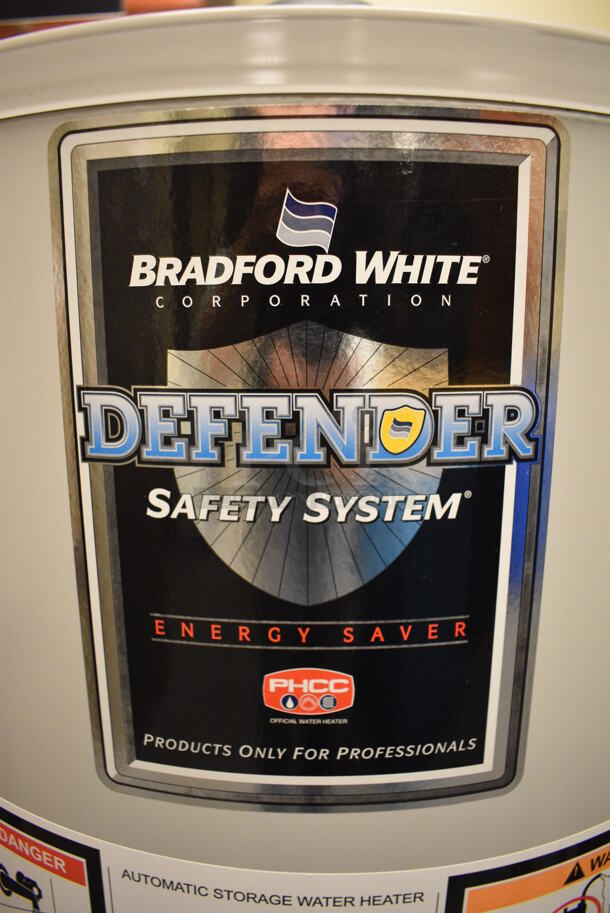 BRADFORD WHITE®
CORPORATION
DEFENDER
SAFETY SYSTEM®
ENERGY SAVER
PHCC
OFFICIAL WATER HEATER
PRODUCTS ONLY FOR PROFESSIONALS
DANGER
AUTOMATIC STORAGE WATER HEATER